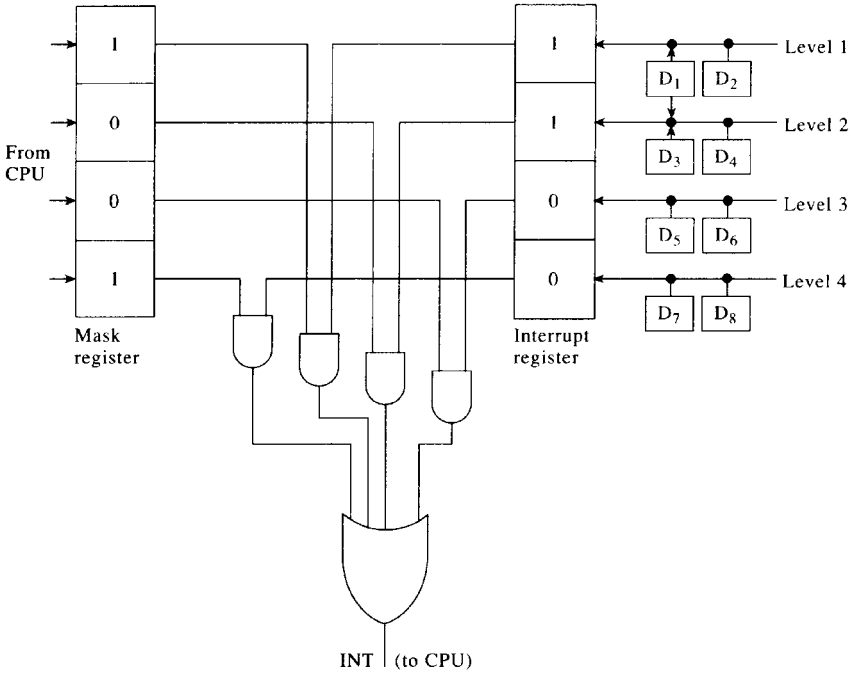 1 1 Level 1
D1 D2
0 1 Level 2
From
CPU
D3 D4
0 0 Level 3
D5 D6
1 0 Level 4
D7 D8
Mask
register
Interrupt
register
INT (to CPU)